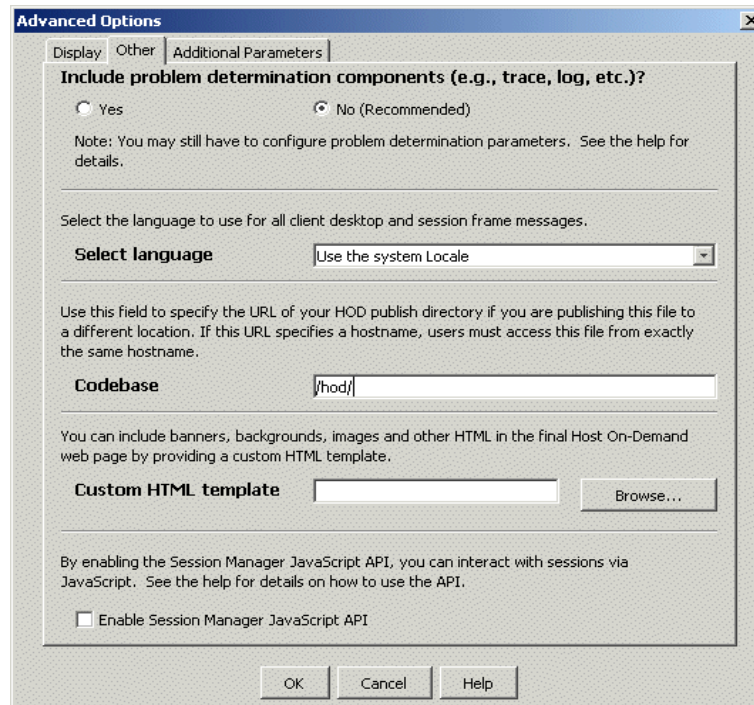 Advanced Options
Display
Other
Additional Parameters
Include problem determination components (e.g., trace, log, etc.)?
Yes
No (Recommended)
Note: You may still have to configure problem determination parameters. See the help for
details.
Select the language to use for all client desktop and session frame messages.
Select language
Use the system Locale
Use this field to specify the URL of your HOD publish directory if you are publishing this file to
a different location. If this URL specifies a hostname, users must access this file from exactly
the same hostname.
Codebase
/hod/
You can include banners, backgrounds, images and other HTML in the final Host On-Demand
web page by providing a custom HTML template.
Custom HTML template
Browse...
By enabling the Session Manager JavaScript API, you can interact with sessions via
JavaScript. See the help for details on how to use the API.
Enable Session Manager JavaScript API
OK
Cancel
Help